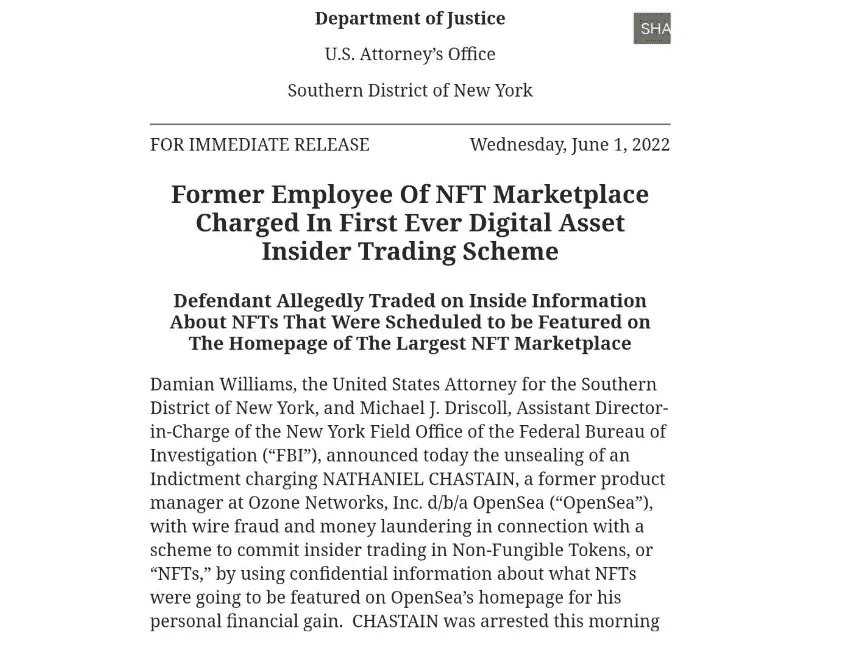 Department of Justice
SHA
U.S. Attorney’s Office
Southern District of New York
FOR IMMEDIATE RELEASE Wednesday, June 1, 2022
Former Employee Of NFT Marketplace
Charged In First Ever Digital Asset
Insider Trading Scheme
Defendant Allegedly Traded on Inside Information
About NFTs That Were Scheduled to be Featured on
The Homepage of The Largest NFT Marketplace
Damian Williams, the United States Attorney for the Southern
District of New York, and Michael J. Driscoll, Assistant Director-
in-Charge of the New York Field Office of the Federal Bureau of
Investigation (“FBI”), announced today the unsealing of an
Indictment charging NATHANIEL CHASTAIN, a former product
manager at Ozone Networks, Inc. d/b/a OpenSea (“OpenSea”),
with wire fraud and money laundering in connection with a
scheme to commit insider trading in Non-Fungible Tokens, or
“NFTs,” by using confidential information about what NFTs
were going to be featured on OpenSea’s homepage for his
personal financial gain.  CHASTAIN was arrested this morning